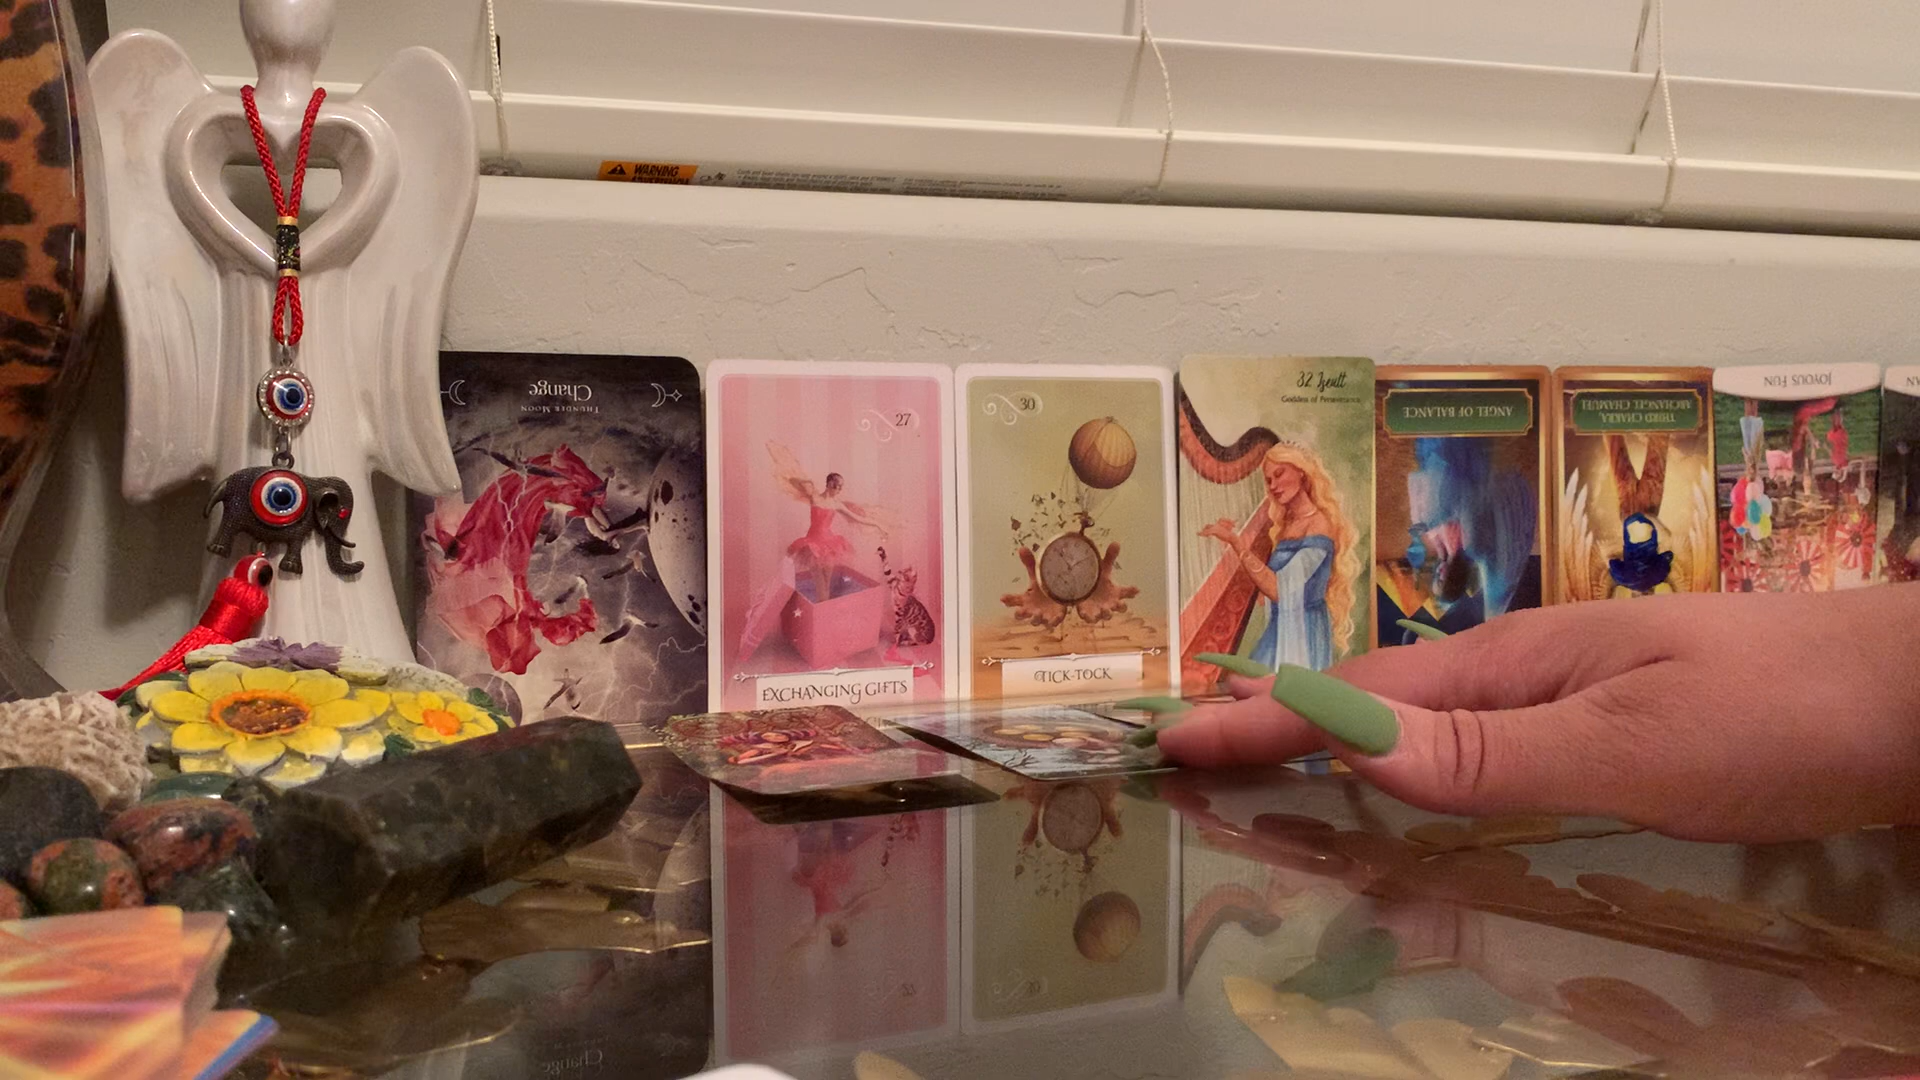 WARNING
Change
THUNDER MOON
27
EXCHANGING GIFTS
30
TICK-TOCK
32 Iseult
Goddess of Perseverance
ANGEL OF BALANCE
THIRD CHAKRA,
ARCHANGEL CHAMUEL
JOYOUS FUN